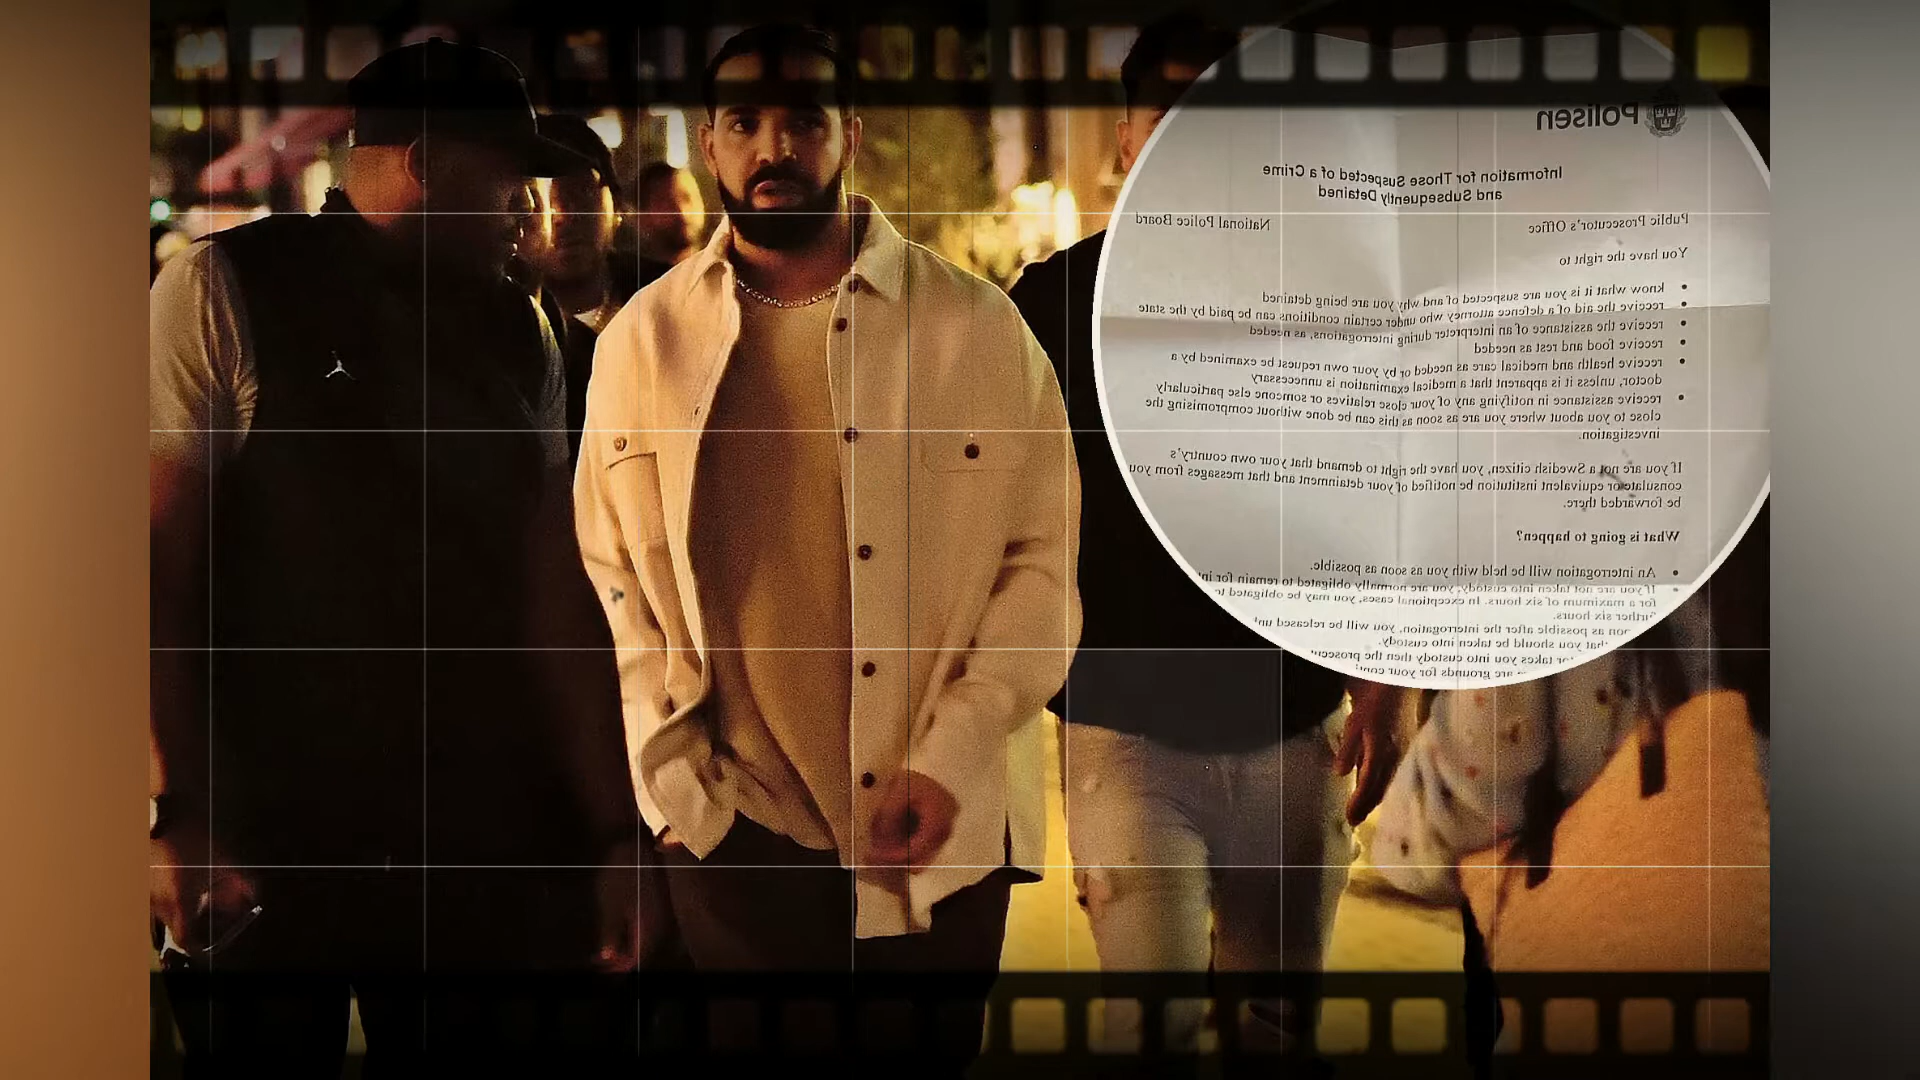 Polisen
Information for Those Suspected of a Crime
and Subsequently Detained
Public Prosecutor's Office
National Police Board
You have the right to
know what it is you are suspected of and why you are being detained
receive the aid of a defence attorney who under certain conditions can be paid by the state
receive the assistance of an interpreter during interrogations, as needed
receive food and rest as needed
receive health and medical care as needed or by your own request be examined by a
doctor, unless it is apparent that a medical examination is unnecessary
receive assistance in notifying any of your close relatives or someone else particularly
close to you about where you are as soon as this can be done without compromising the
investigation.
If you are not a Swedish citizen, you have the right to demand that your own country's
consulate or equivalent institution be notified of your detainment and that messages from you
be forwarded there.
What is going to happen?
An interrogation will be held with you as soon as possible.
If you are not taken into custody, you are normally obligated to remain for
for a maximum of six hours. In exceptional cases, you may be obligated
further six hours.
as possible after the interrogation, you will be released
that you should be taken into custody.
takes you into custody then the
are grounds for your